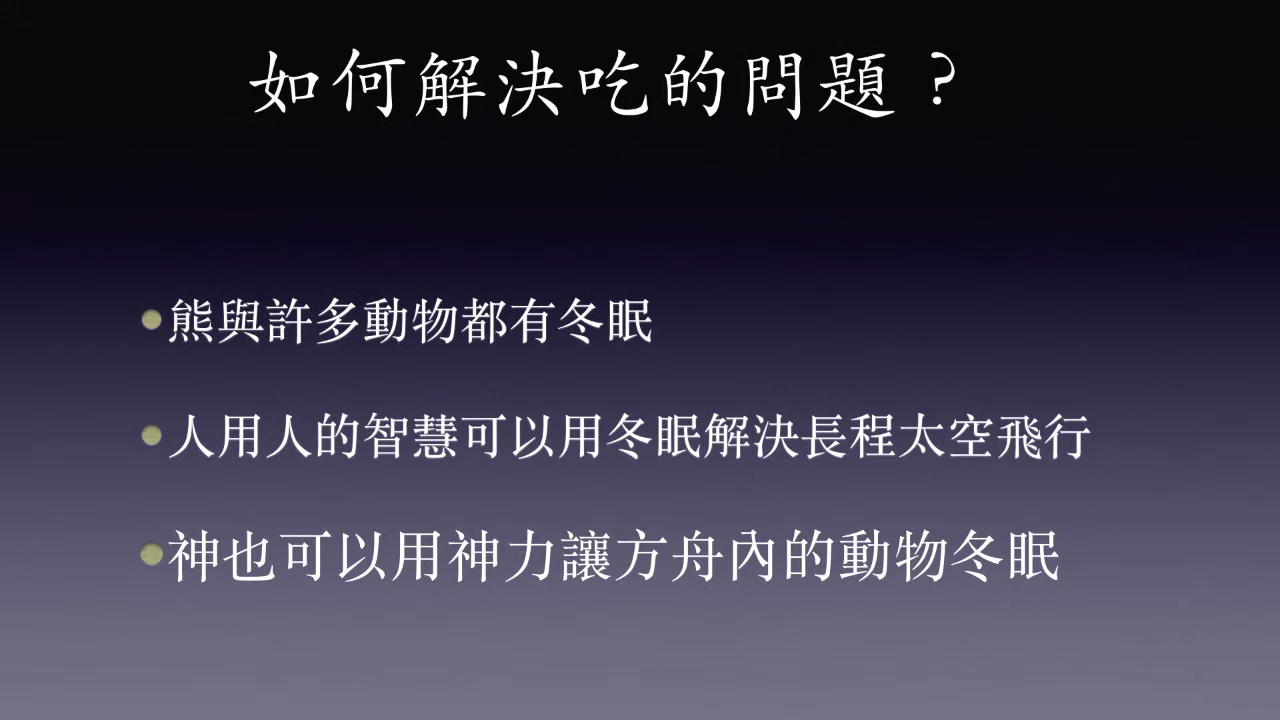 如何解決吃的問題？
•熊與許多動物都有冬眠
•人用人的智慧可以用冬眠解決長程太空飛行
•神也可以用神力讓方舟內的動物冬眠